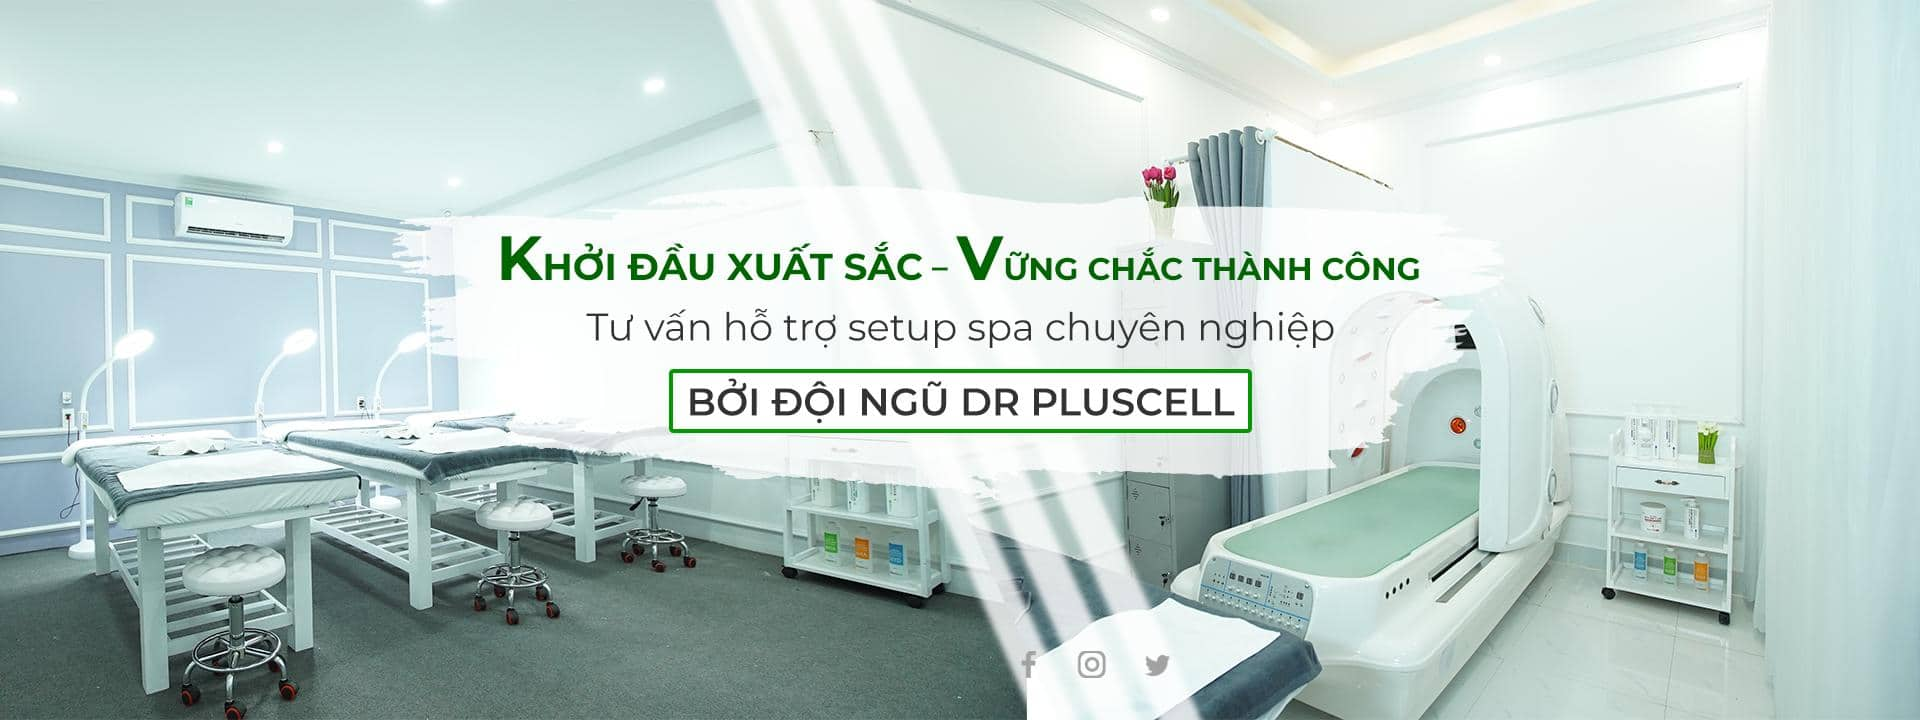 KHỞI ĐẦU XUẤT SẮC – VỮNG CHẮC THÀNH CÔNG
Tư vấn hỗ trợ setup spa chuyên nghiệp
BỞI ĐỘI NGŨ DR PLUSCELL